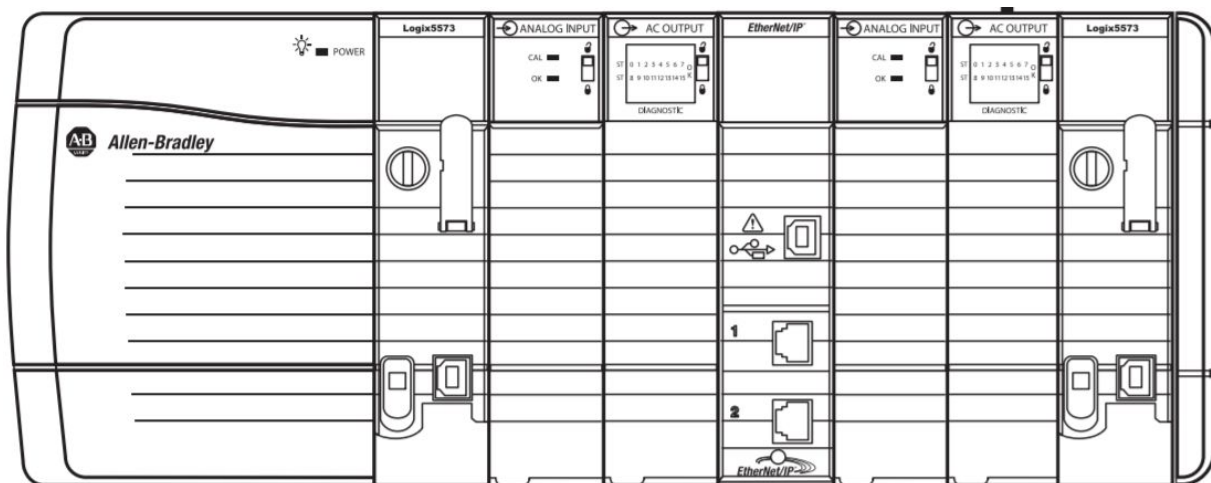 POWER
A·B
Allen-Bradley
Logix5573
ANALOG INPUT
CAL
OK
AC OUTPUT
ST 0 1 2 3 4 5 6 7 O
ST 8 9 10 11 12 13 14 15 K
DIAGNOSTIC
EtherNet/IP
1
2
EtherNet/IP
ANALOG INPUT
CAL
OK
AC OUTPUT
ST 0 1 2 3 4 5 6 7 O
ST 8 9 10 11 12 13 14 15 K
DIAGNOSTIC
Logix5573